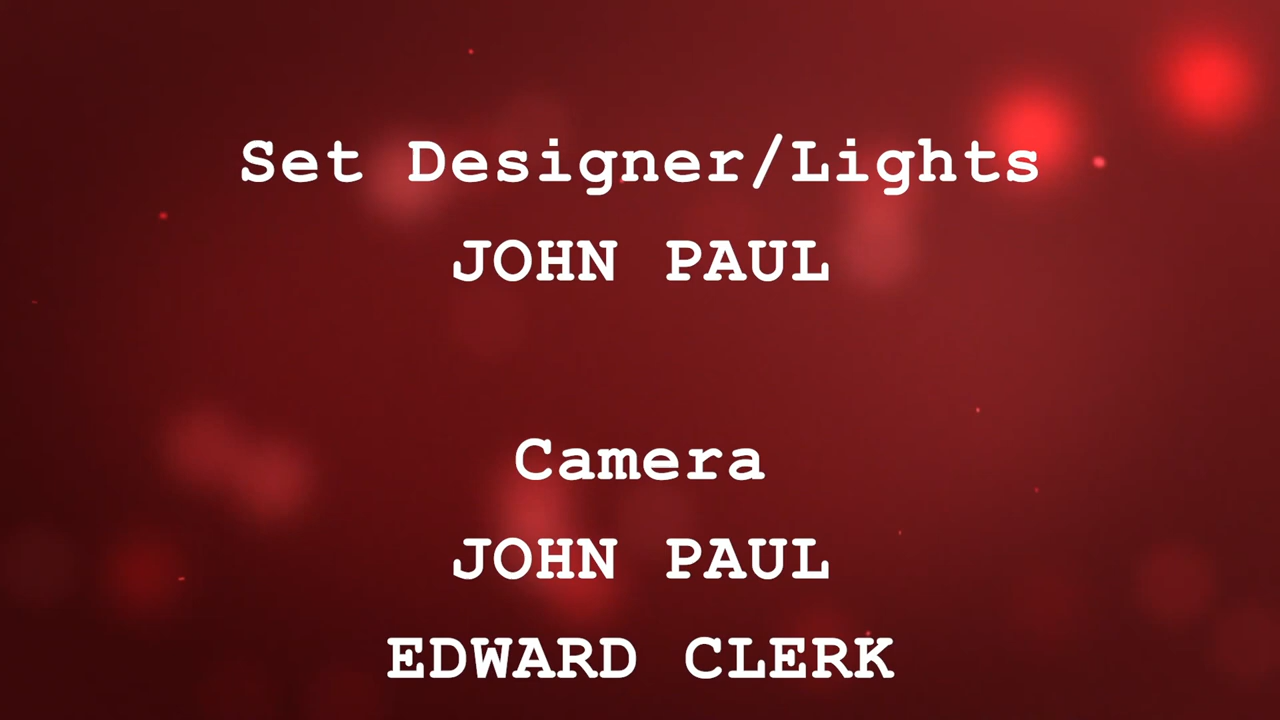 Set Designer/Lights
JOHN PAUL
Camera
JOHN PAUL
EDWARD CLERK